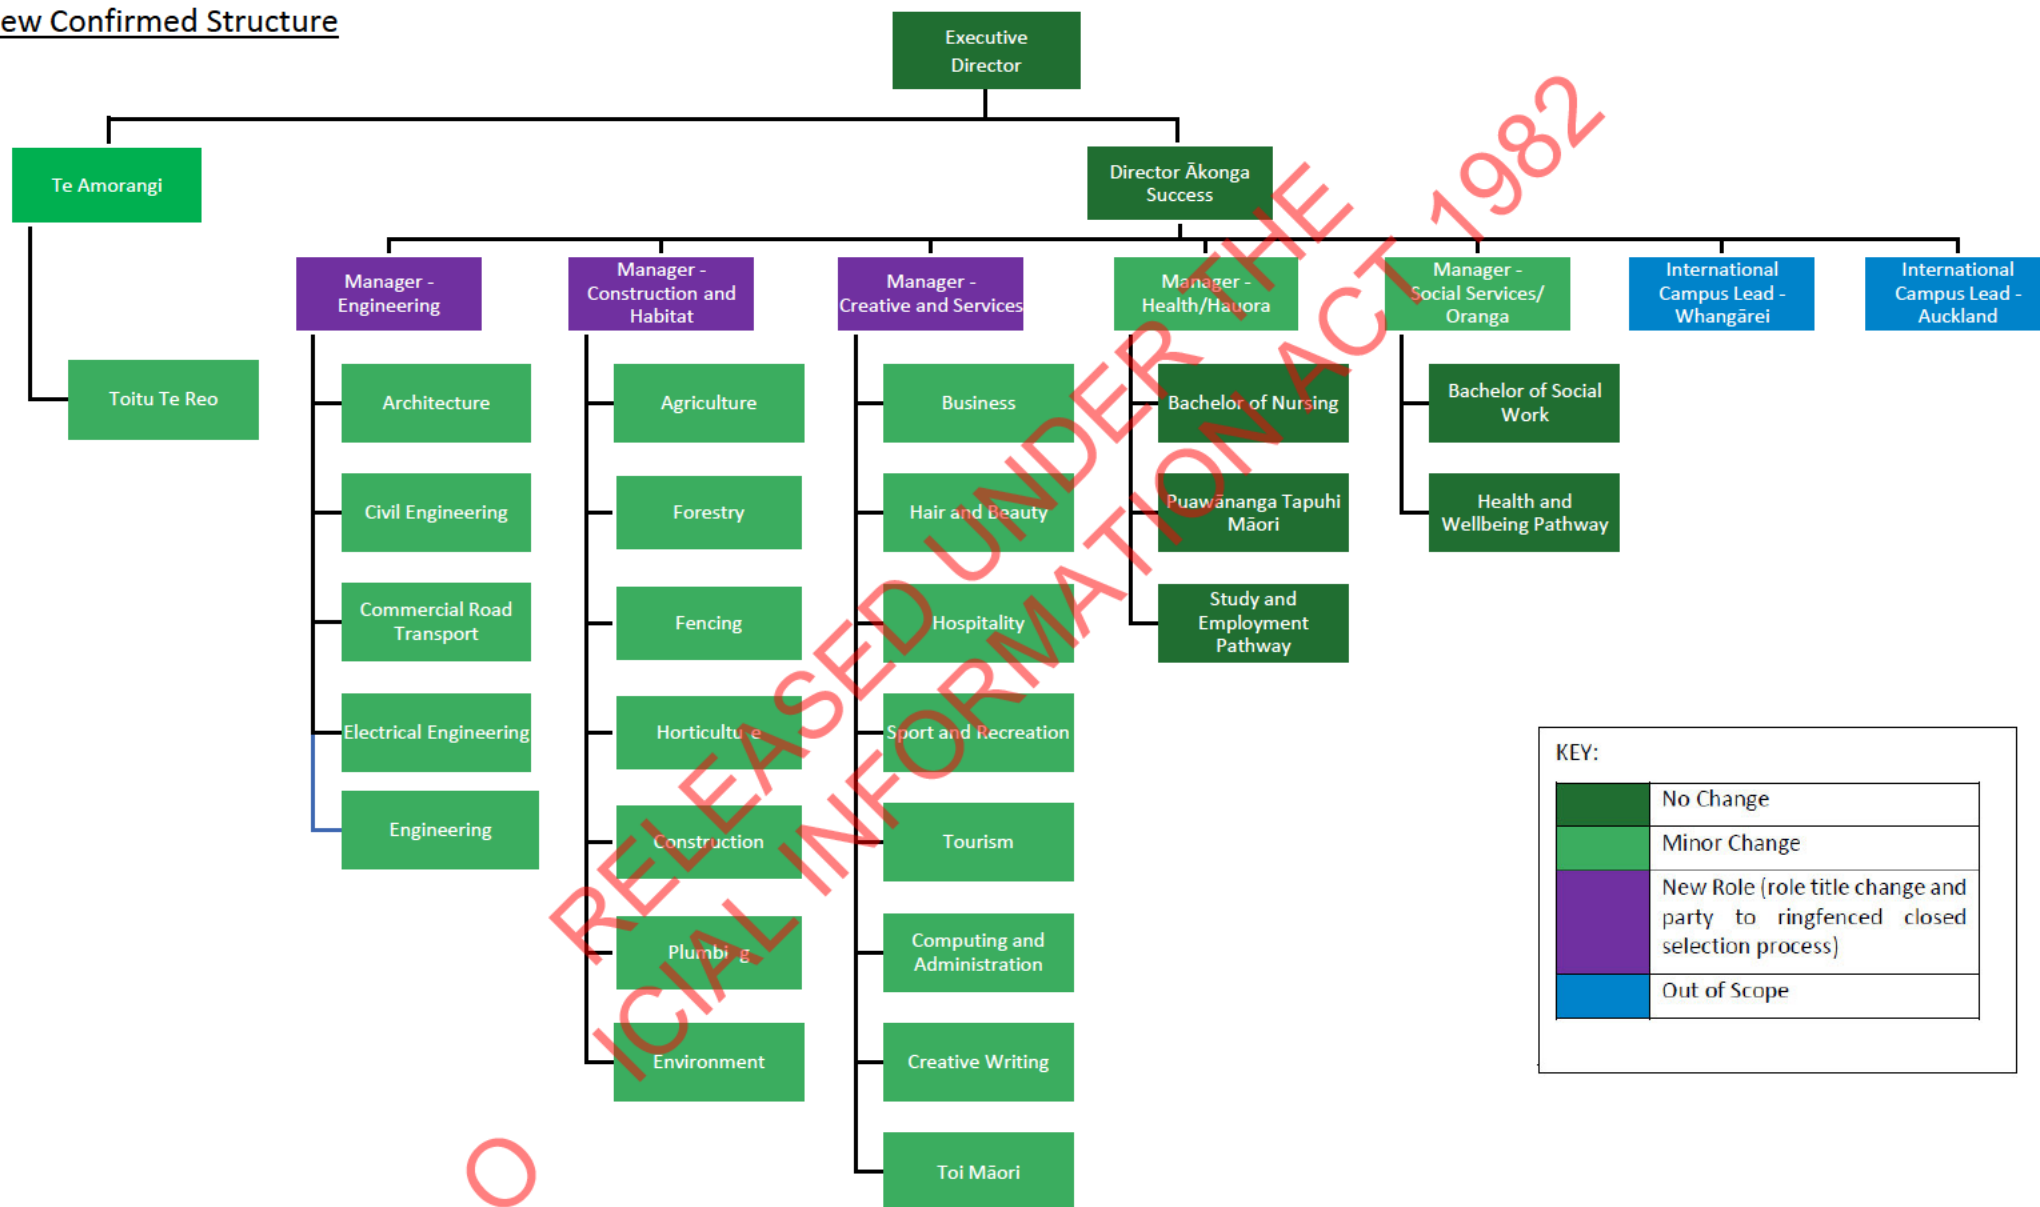 ew Confirmed Structure
Executive
Director
Te Amorangi
Director Ākonga
Success
Manager -
Engineering
Manager -
Construction and
Habitat
Manager -
Creative and Services
Manager -
Health/Hauora
Manager -
Social Services/
Oranga
International
Campus Lead -
Whangārei
International
Campus Lead -
Auckland
Toitu Te Reo
Architecture
Civil Engineering
Commercial Road
Transport
Electrical Engineering
Engineering
Agriculture
Forestry
Fencing
Horticultu e
Construction
Plumbi g
Environment
Business
Hair and Beauty
Hospitality
Sport and Recreation
Tourism
Computing and
Administration
Creative Writing
Toi Māori
Bachelor of Nursing
Puawānanga Tapuhi
Māori
Study and
Employment
Pathway
Bachelor of Social
Work
Health and
Wellbeing Pathway
KEY:
No Change
Minor Change
New Role (role title change and
party to ringfenced closed
selection process)
Out of Scope
RELEASED UNDER THE
O ICIAL INFORMATION ACT 1982